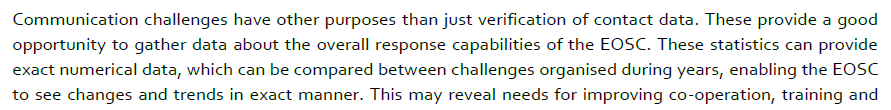 Communication challenges have other purposes than just verification of contact data. These provide a good
opportunity to gather data about the overall response capabilities of the EOSC. These statistics can provide
exact numerical data, which can be compared between challenges organised during years, enabling the EOSC
to see changes and trends in exact manner. This may reveal needs for improving co-operation, training and